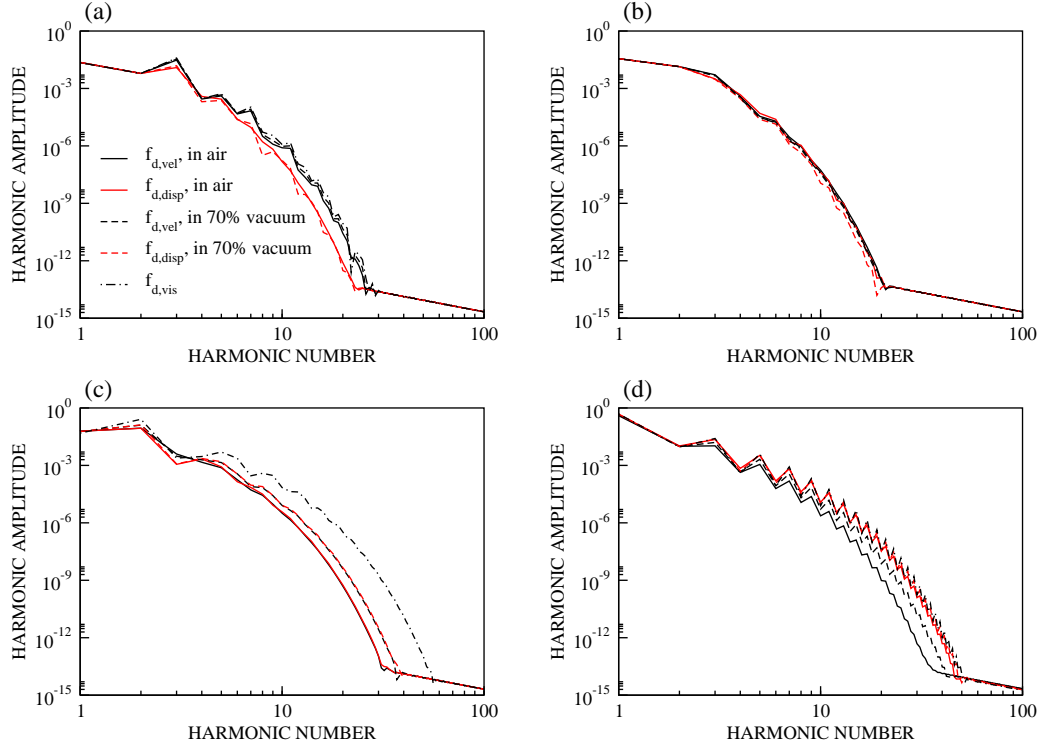 (a)
10^0
10^-3
10^-6
10^-9
10^-12
10^-15
HARMONIC AMPLITUDE
f_d,vel, in air
f_d,disp, in air
f_d,vel, in 70% vacuum
f_d,disp, in 70% vacuum
f_d,vis
1 10 100
HARMONIC NUMBER
(b)
10^0
10^-3
10^-6
10^-9
10^-12
10^-15
HARMONIC AMPLITUDE
1 10 100
HARMONIC NUMBER
(c)
10^0
10^-3
10^-6
10^-9
10^-12
10^-15
HARMONIC AMPLITUDE
1 10 100
HARMONIC NUMBER
(d)
10^0
10^-3
10^-6
10^-9
10^-12
10^-15
HARMONIC AMPLITUDE
1 10 100
HARMONIC NUMBER